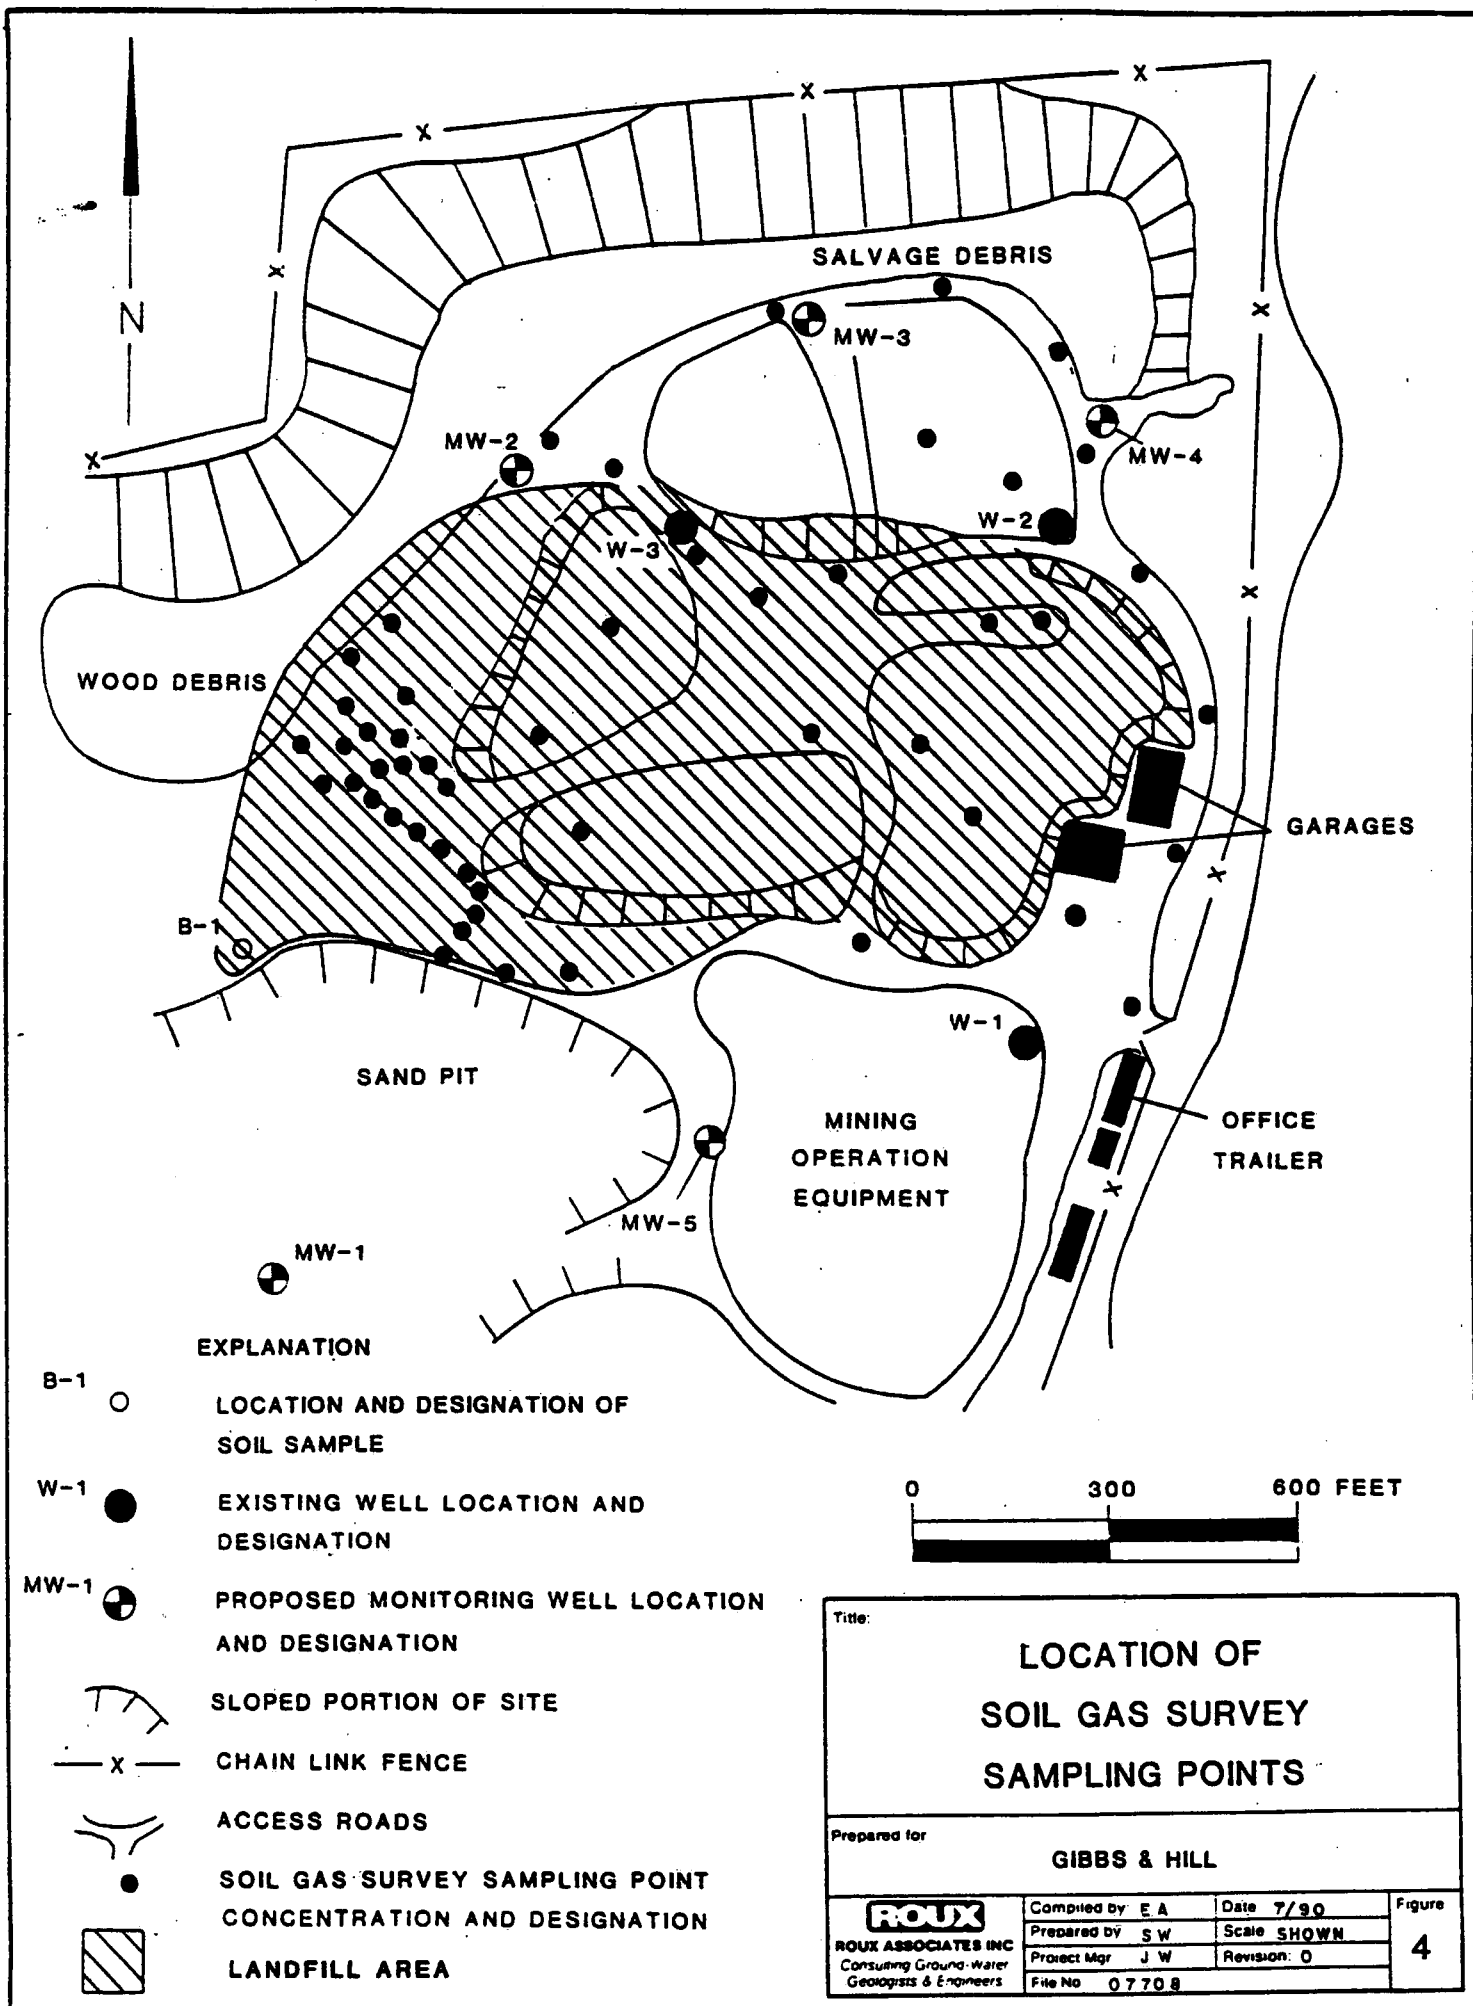 X
X
X
X
SALVAGE DEBRIS
N
X
MW-3
MW-2
X
MW-4
W-2
W-3
X
WOOD DEBRIS
GARAGES
X
B-1
W-1
SAND PIT
MINING
OPERATION
EQUIPMENT
OFFICE
TRAILER
X
MW-5
MW-1
EXPLANATION
B-1
LOCATION AND DESIGNATION OF
SOIL SAMPLE
W-1
EXISTING WELL LOCATION AND
DESIGNATION
MW-1
PROPOSED MONITORING WELL LOCATION
AND DESIGNATION
SLOPED PORTION OF SITE
X
CHAIN LINK FENCE
ACCESS ROADS
SOIL GAS SURVEY SAMPLING POINT
CONCENTRATION AND DESIGNATION
LANDFILL AREA
0 300 600 FEET
Title:
LOCATION OF
SOIL GAS SURVEY
SAMPLING POINTS
Prepared for
GIBBS & HILL
ROUX
ROUX ASSOCIATES INC
Consulting Ground-Water
Geologists & Engineers
Compiled by E.A
Date 7/90
Prepared by S W
Scale SHOWN
Project Mgr J W
Revision: 0
File No 07708
Figure
4